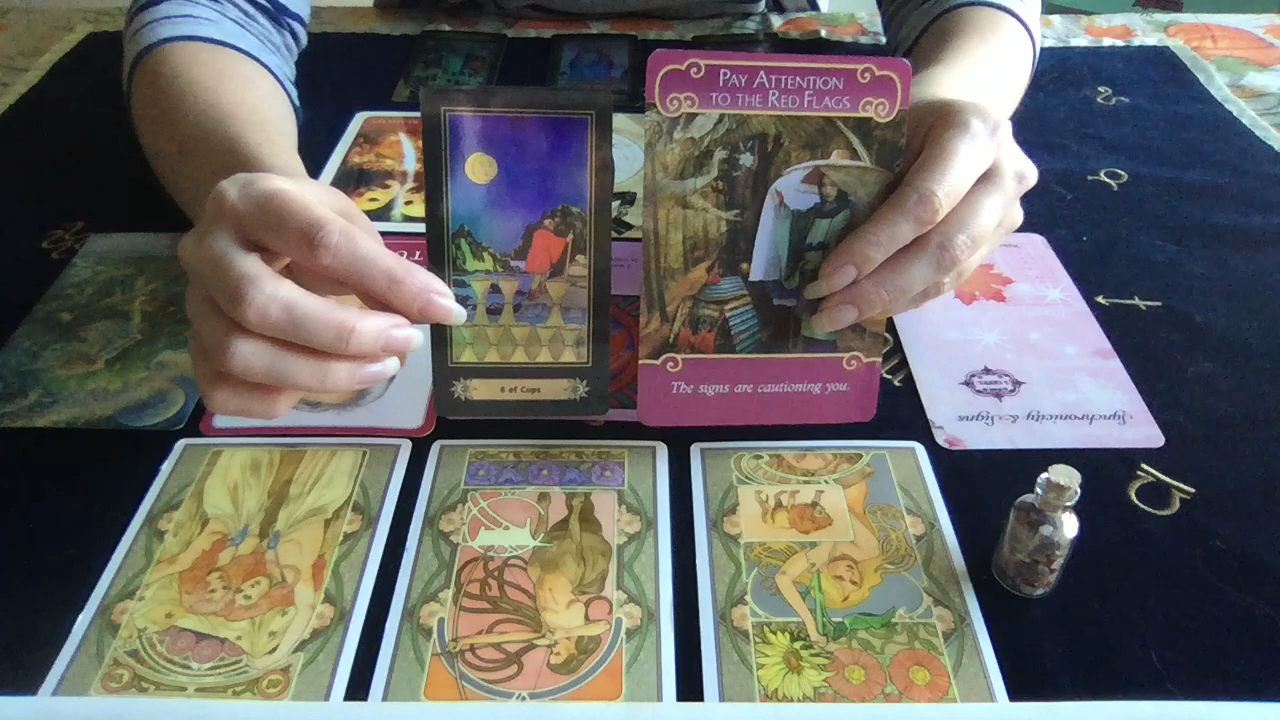 PAY ATTENTION
TO THE RED FLAGS
8 of Cups
The signs are cautioning you.
Synchronicity & Signs